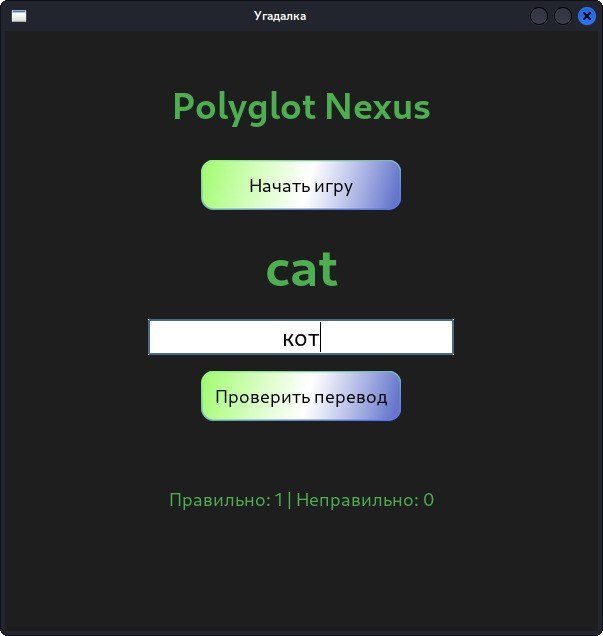 Угадалка
Polyglot Nexus
Начать игру
cat
кот
Проверить перевод
Правильно: 1 | Неправильно: 0